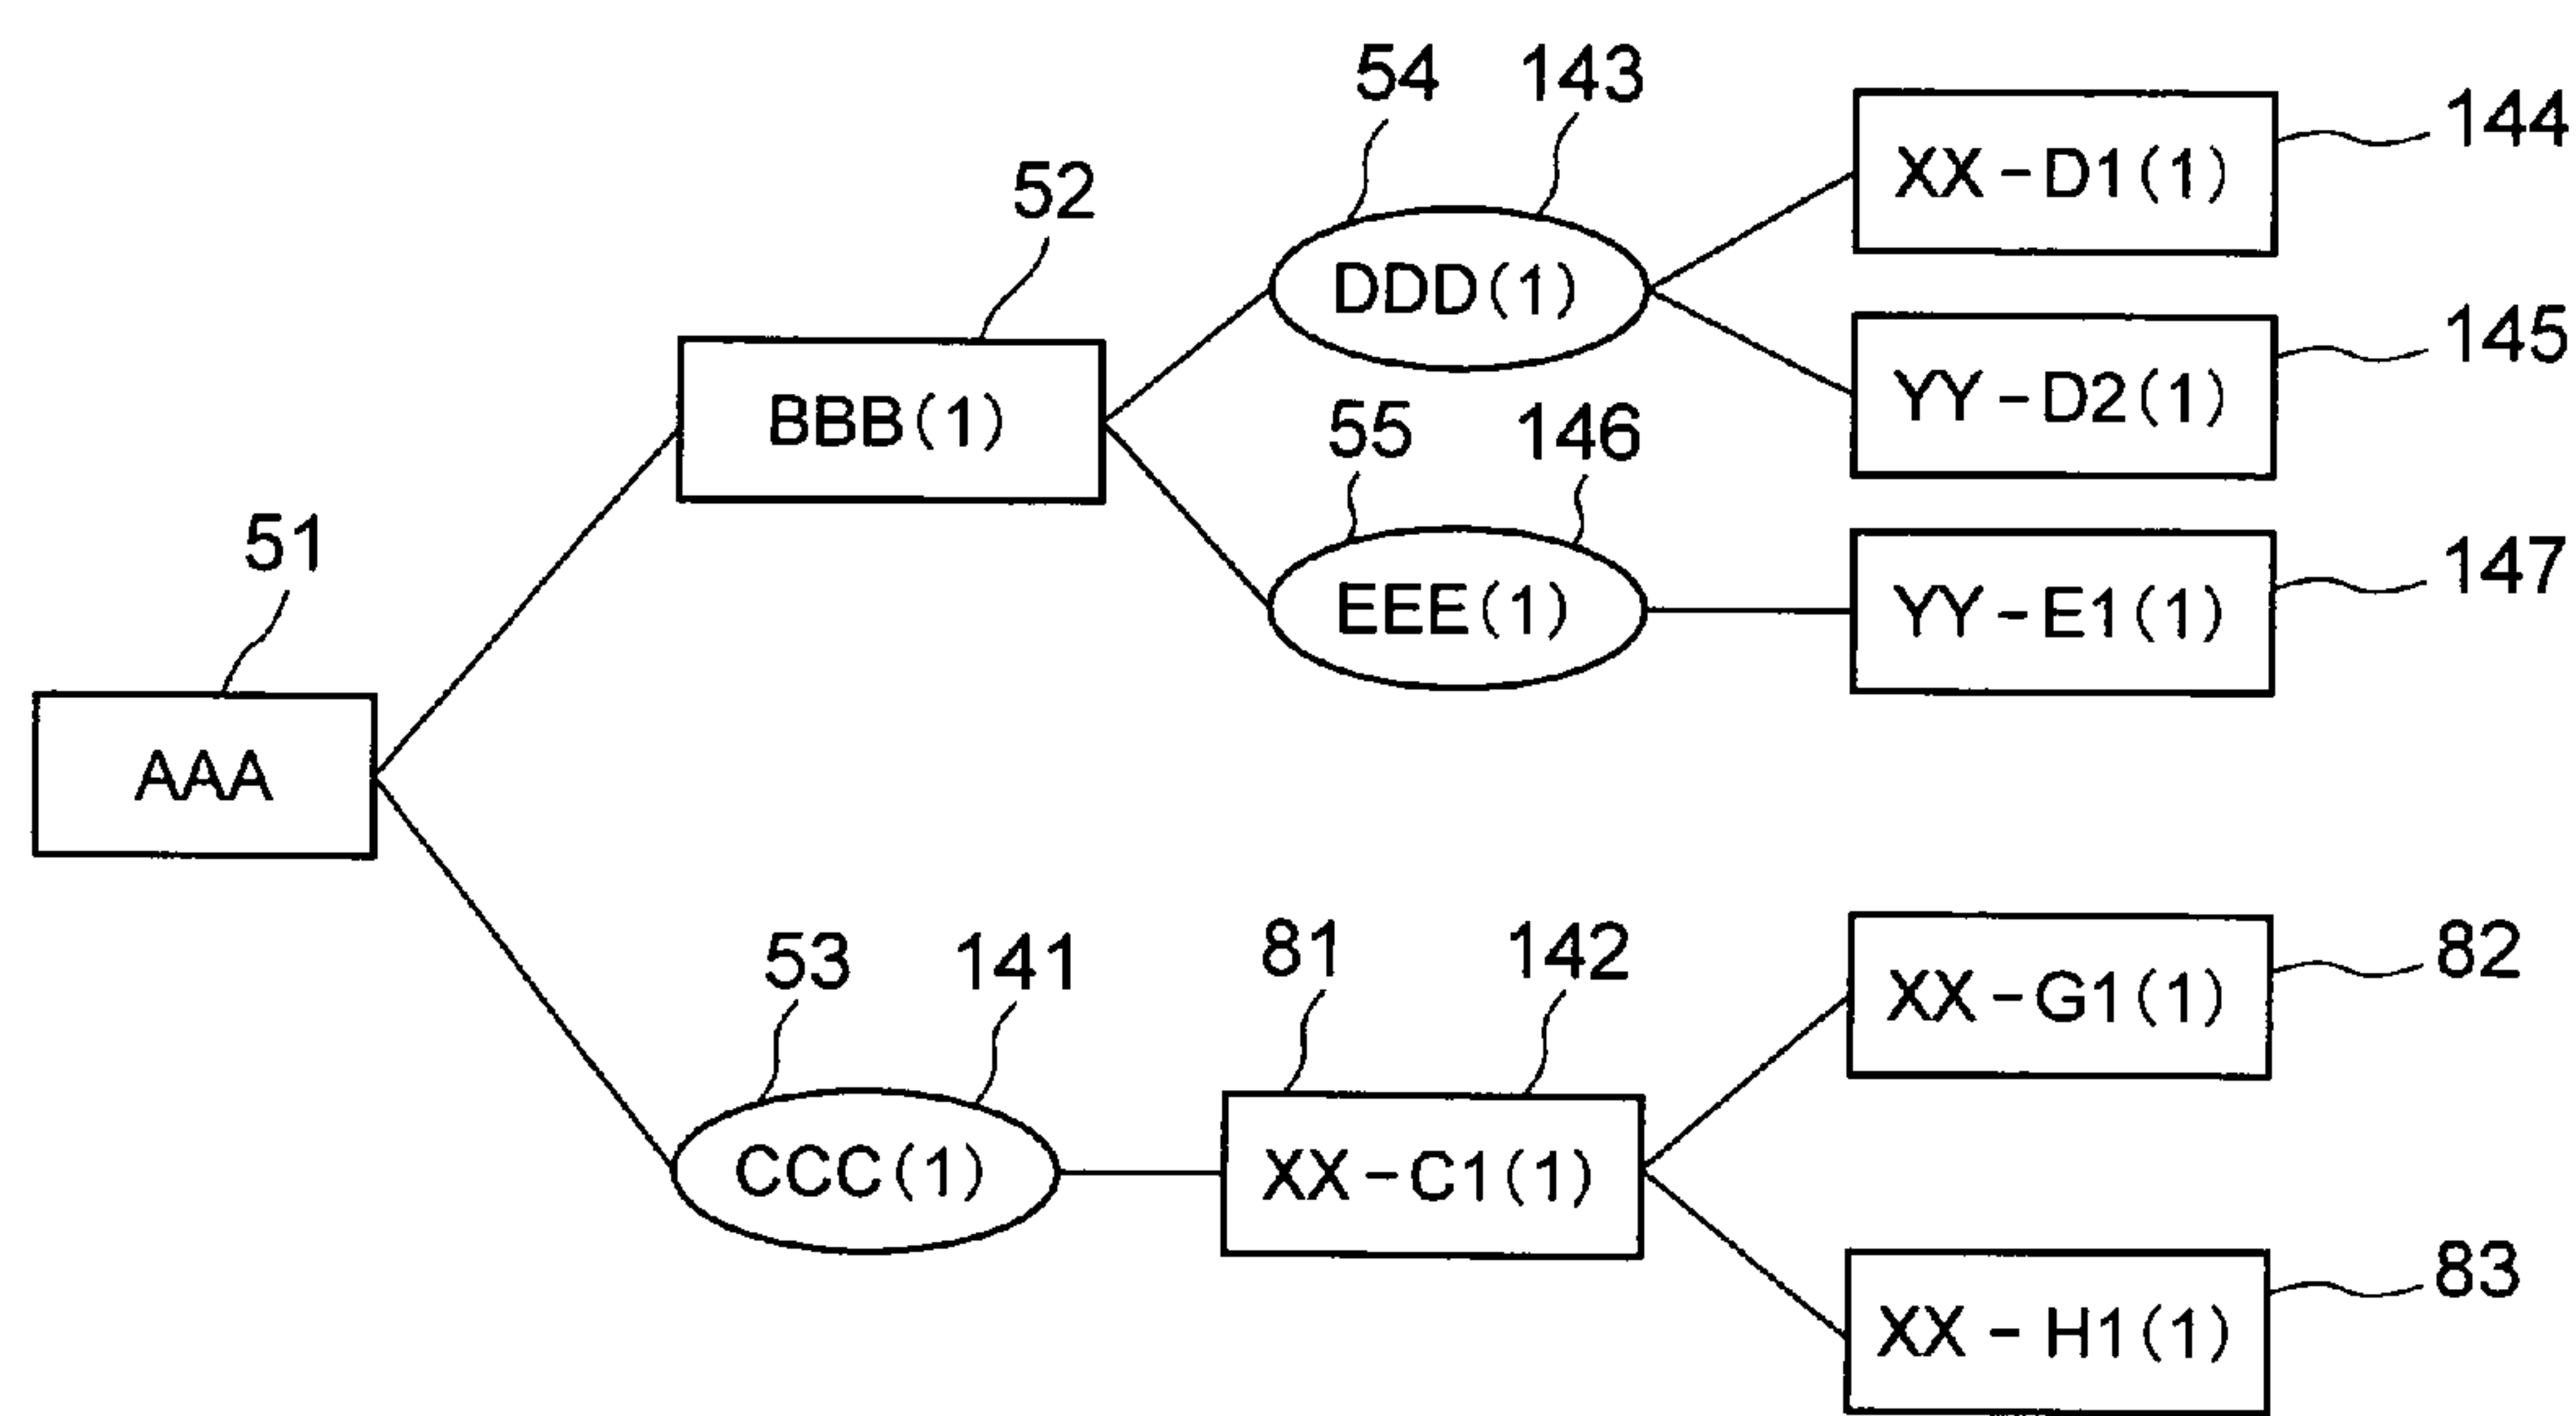 54 143
144
XX-D1(1)
52
DDD(1)
145
YY-D2(1)
BBB(1)
55 146
51
147
EEE(1)
YY-E1(1)
AAA
53 141
81 142
82
XX-G1(1)
CCC(1)
XX-C1(1)
83
XX-H1(1)